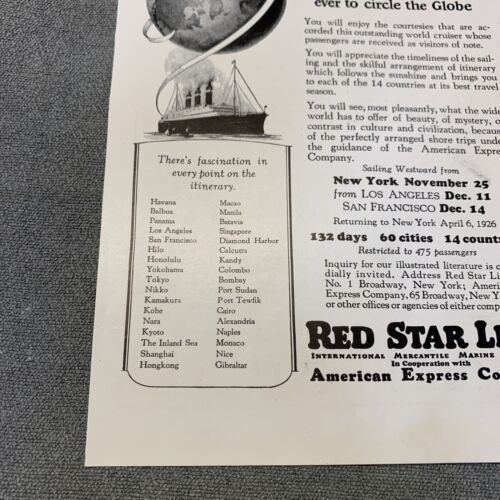 ever to circle the Globe
You will enjoy the courtesies that are ac-
corded this outstanding world cruiser whose
passengers are received as visitors of note.
You will appreciate the timeliness of the sail-
ing and the skilful arrangement of itinerary
which follows the sunshine and brings you
to each of the 14 countries at its best travel
season.
You will see, most pleasantly, what the wide
world has to offer of beauty, of mystery, o
contrast in culture and civilization, becaus
of the perfectly arranged shore trips unde
the guidance of the American Expre
Company.
Sailing Westward from
New York November 25
from LOS ANGELES Dec. 11
SAN FRANCISCO Dec. 14
Returning to New York April 6, 1926
132 days 60 cities 14 countr
Restricted to 475 passengers
Inquiry for our illustrated literature is c
dially invited. Address Red Star Li
No. 1 Broadway, New York; Ameri
Express Company, 65 Broadway, New Y
or other offices or agencies of either comp
RED STAR LI
INTERNATIONAL MERCANTILE MARINE
In Cooperation with
American Express Co
There's fascination in
every point on the
itinerary.
Havana
Balboa
Panama
Los Angeles
San Francisco
Hilo
Honolulu
Yokohama
Tokyo
Nikko
Kamakura
Kobe
Nara
Kyoto
The Inland Sea
Shanghai
Hongkong
Macao
Manila
Batavia
Singapore
Diamond Harbor
Calcutta
Kandy
Colombo
Bombay
Port Sudan
Port Tewfik
Cairo
Alexandria
Naples
Monaco
Nice
Gibraltar